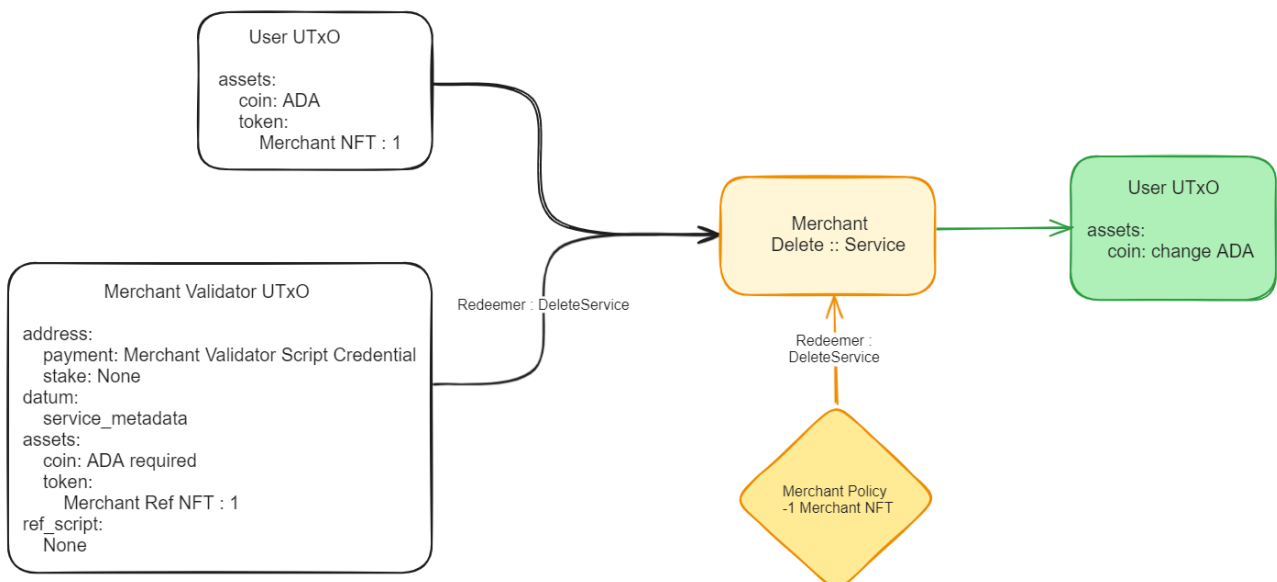 User UTxO
assets:
coin: ADA
token:
Merchant NFT : 1
Merchant Validator UTxO
address:
payment: Merchant Validator Script Credential
stake: None
datum:
service_metadata
assets:
coin: ADA required
token:
Merchant Ref NFT : 1
ref_script:
None
Redeemer : DeleteService
Merchant
Delete :: Service
Redeemer :
DeleteService
Merchant Policy
-1 Merchant NFT
User UTxO
assets:
coin: change ADA